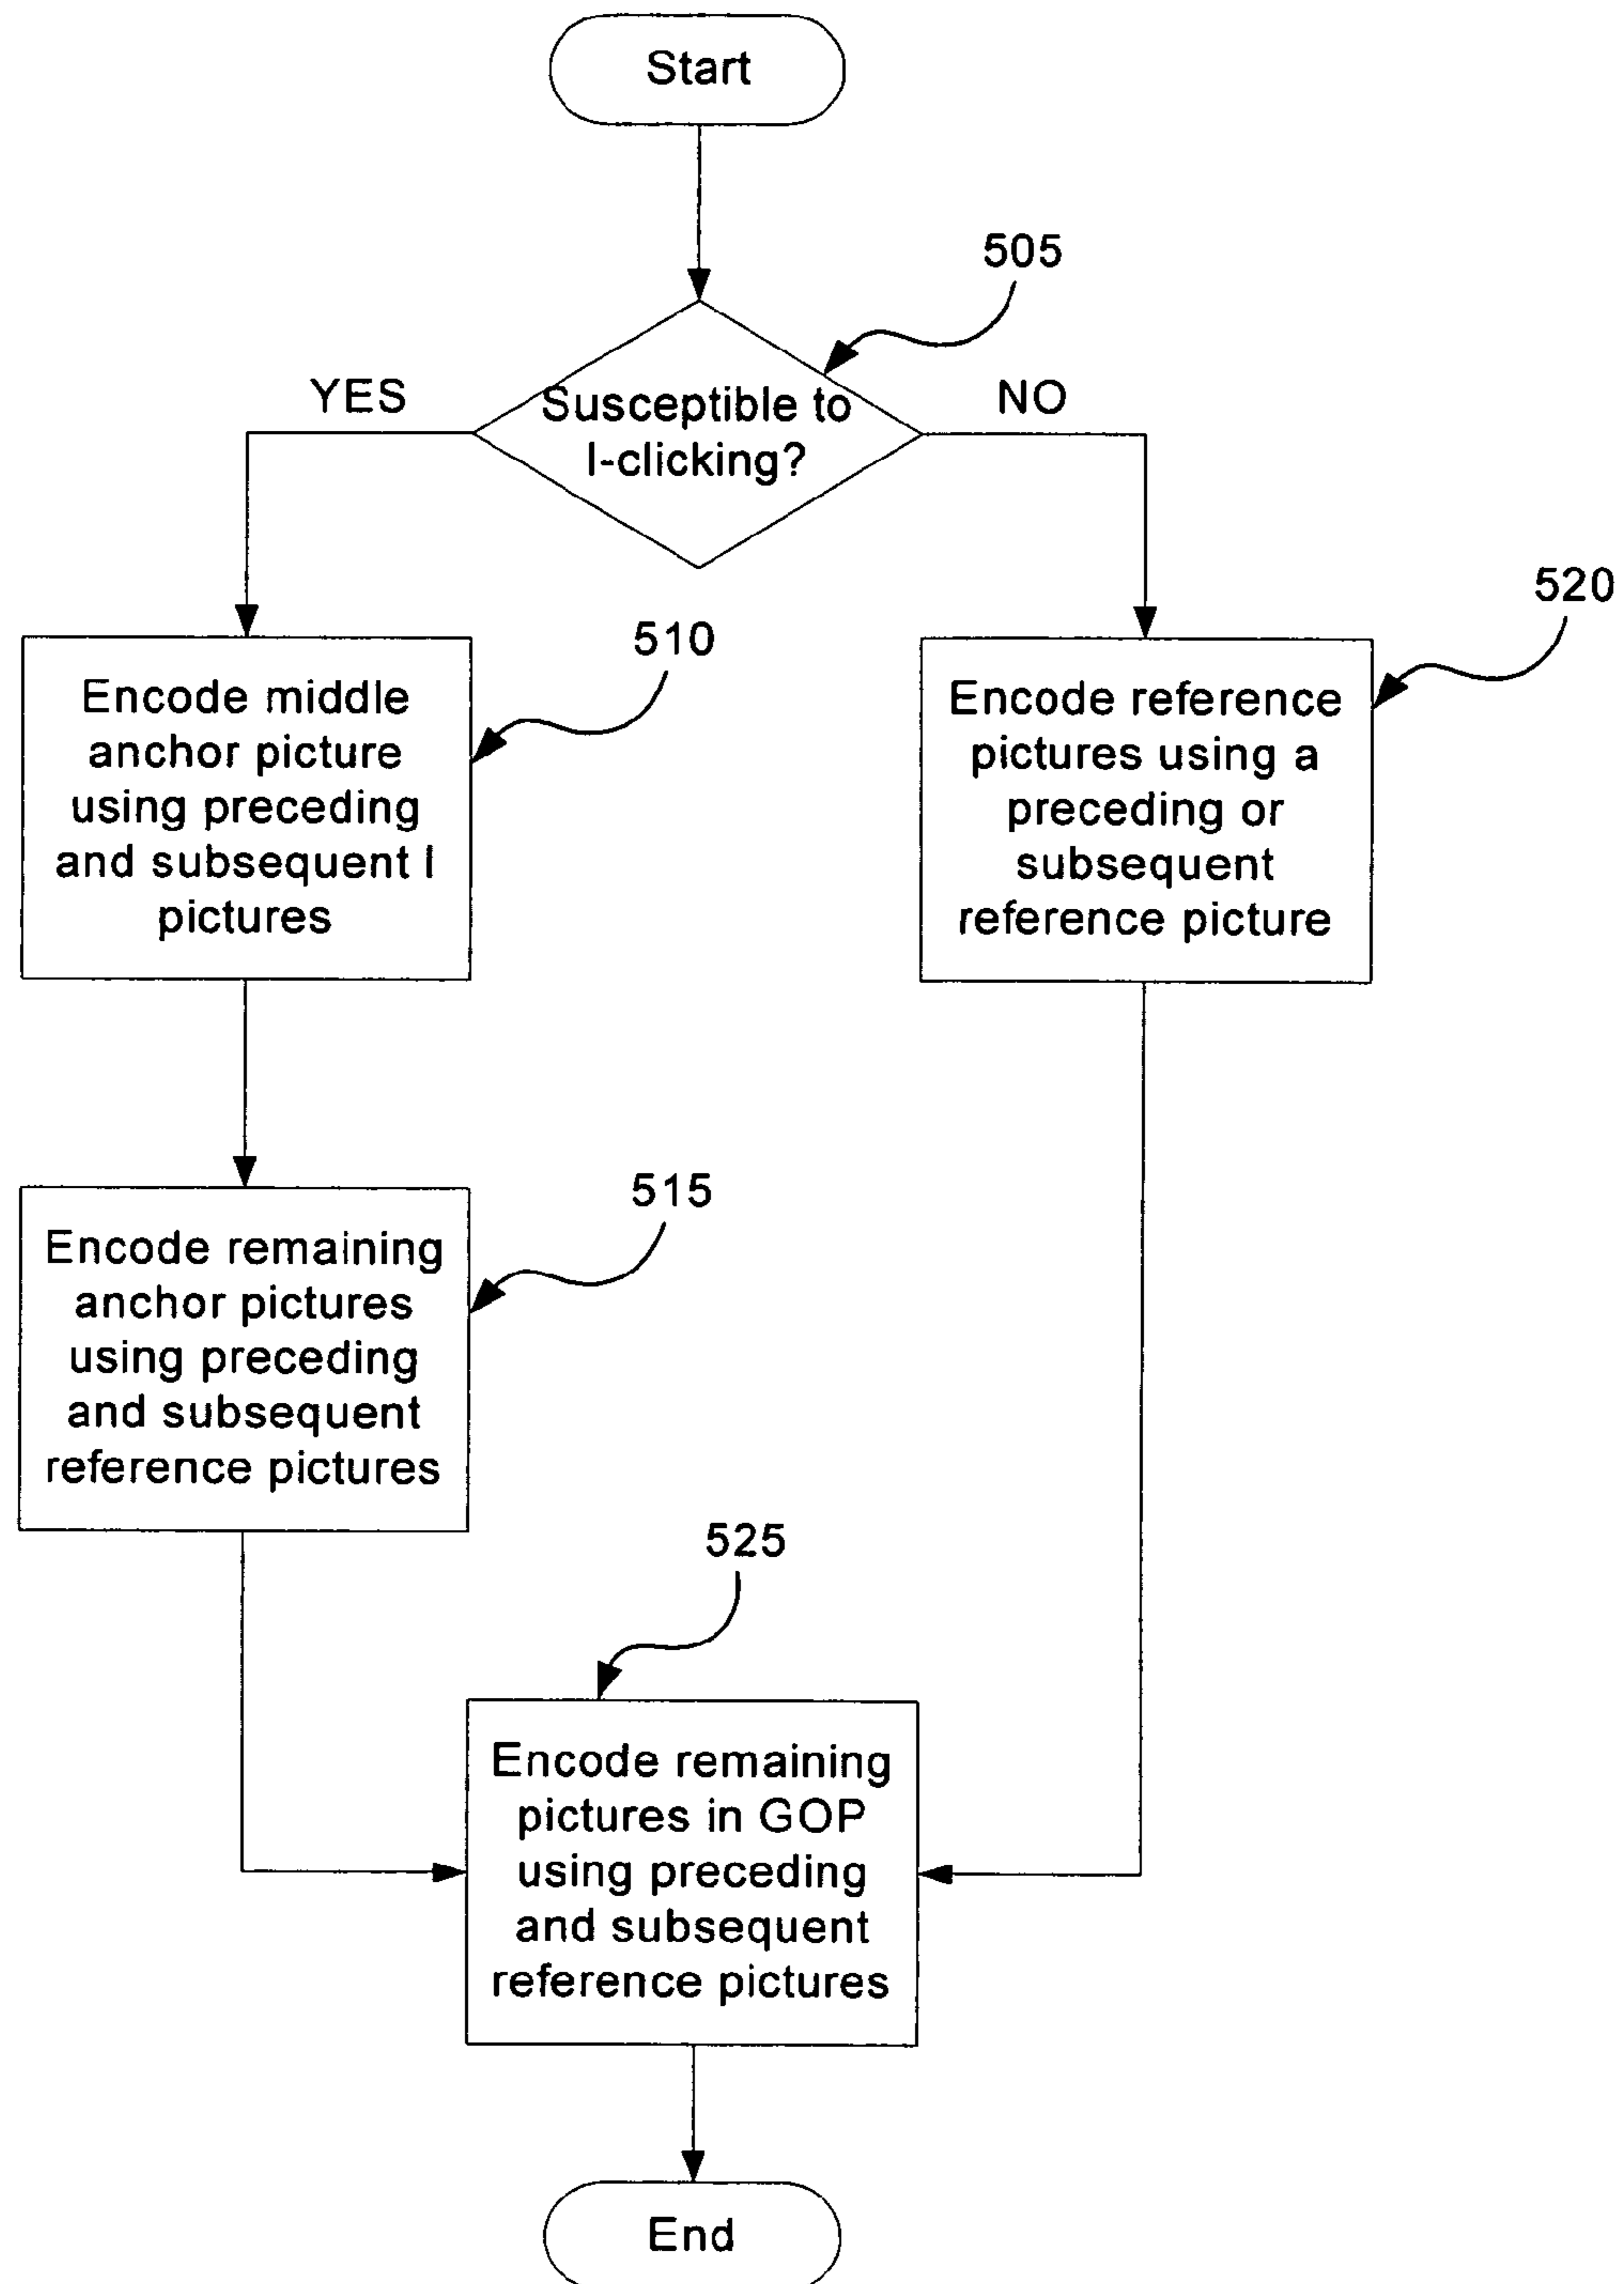 Start
505
YES
Susceptible to
I-clicking?
NO
520
510
Encode middle
anchor picture
using preceding
and subsequent I
pictures
Encode reference
pictures using a
preceding or
subsequent
reference picture
515
Encode remaining
anchor pictures
using preceding
and subsequent
reference pictures
525
Encode remaining
pictures in GOP
using preceding
and subsequent
reference pictures
End